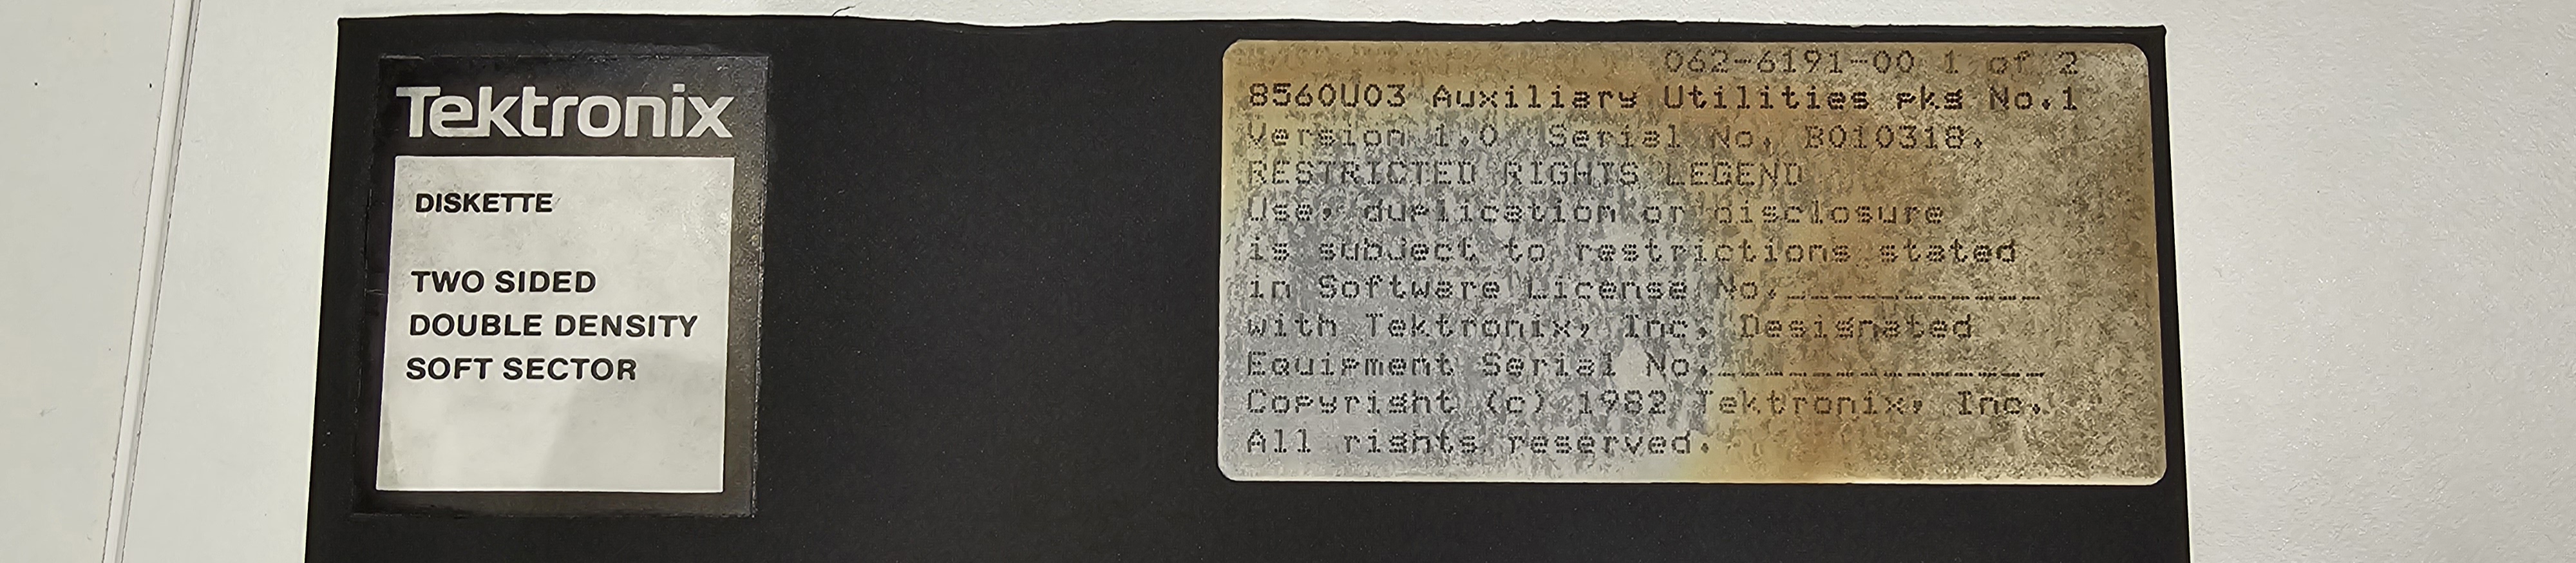 Tektronix
DISKETTE
TWO SIDED
DOUBLE DENSITY
SOFT SECTOR
062-6191-00 1 of 2
8560U03 Auxiliary Utilities pkg No.1
Version 1.0 Serial No. B010318.
RESTRICTED RIGHTS LEGEND
Use, duplication or disclosure
is subject to restrictions stated
in Software License No.____________
with Tektronix, Inc. Designated
Equipment Serial No.____________
Copyright (c) 1982 Tektronix, Inc.
All rights reserved.